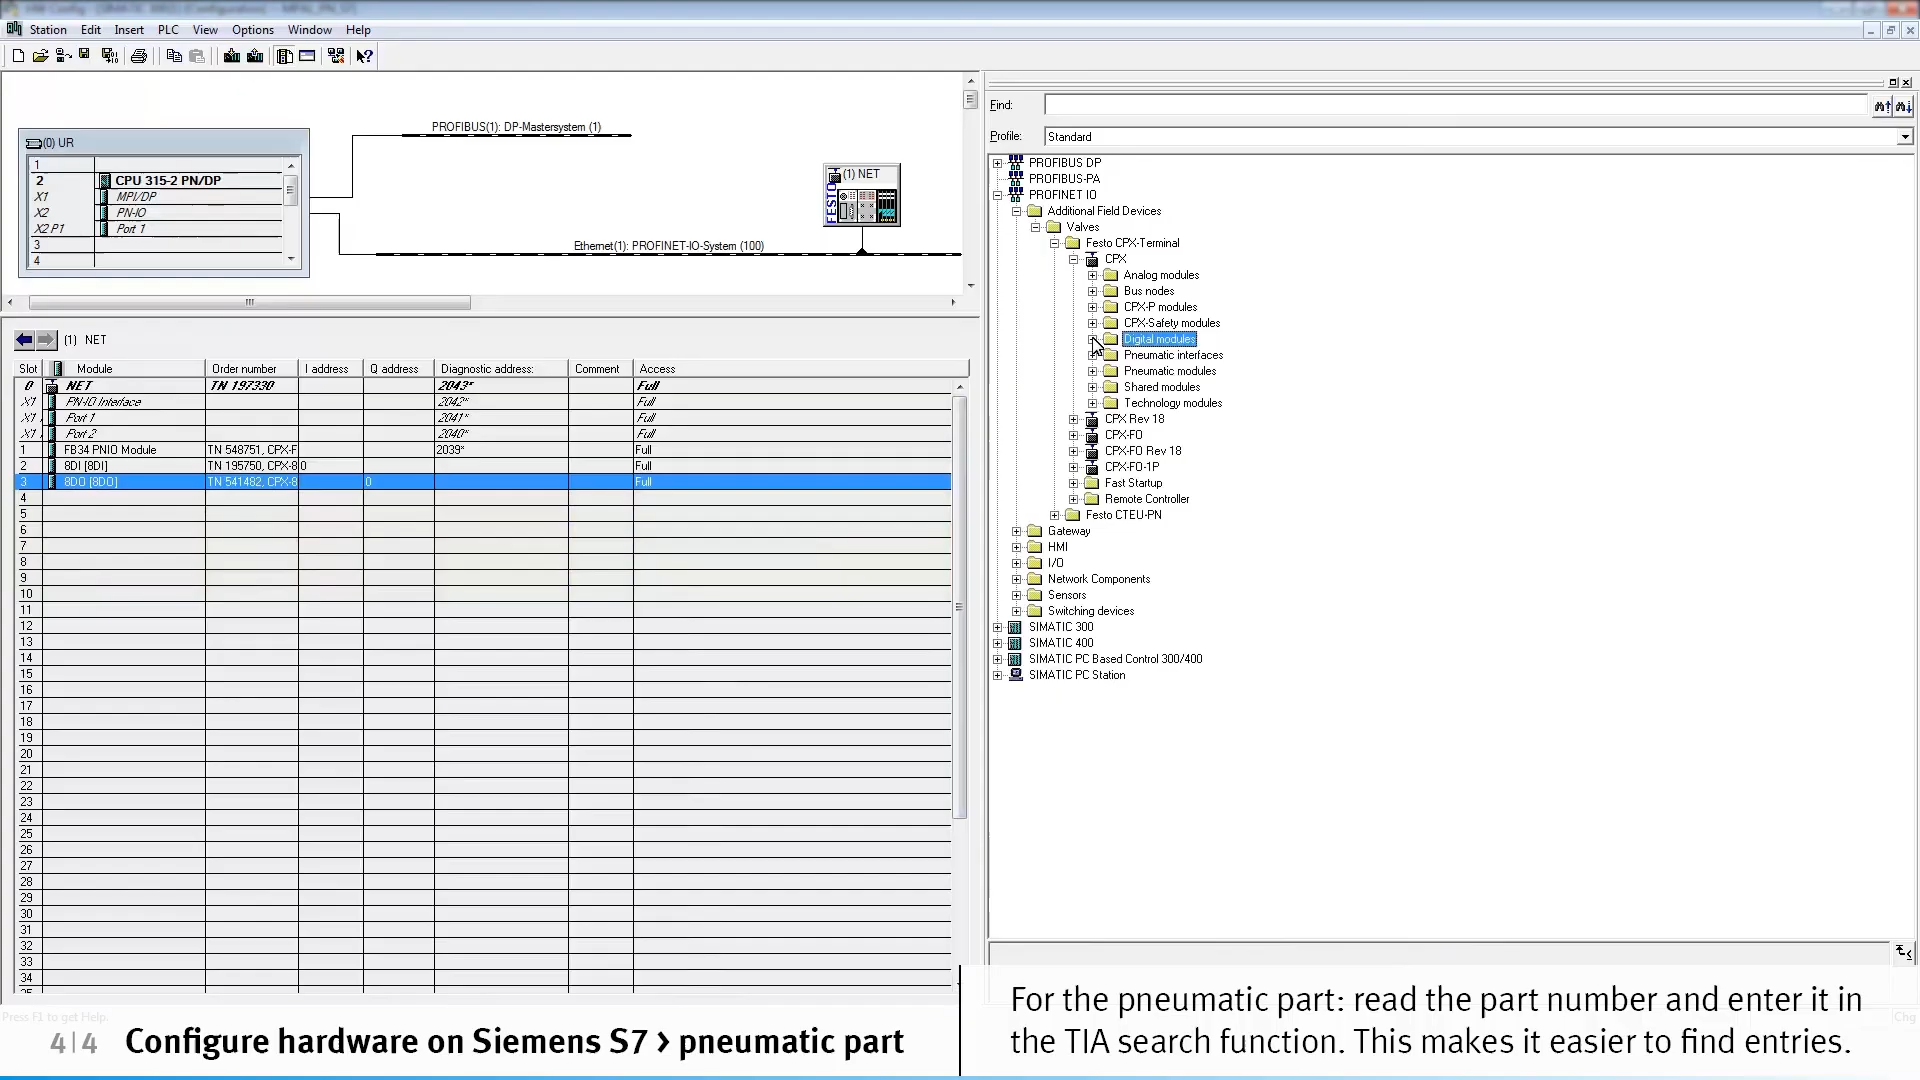 Station Edit Insert PLC View Options Window Help
Find:
Profile: Standard
PROFIBUS(1): DP-Mastersystem (1)
(0) UR
1
2 CPU 315-2 PN/DP
X1 MPI/DP
X2 PN-IO
X2 P1 Port 1
3
4
(1) NET
FESTO
Ethernet(1): PROFINET-IO-System (100)
PROFIBUS DP
PROFIBUS-PA
PROFINET IO
Additional Field Devices
Valves
Festo CPX-Terminal
CPX
Analog modules
Bus nodes
CPX-P modules
CPX-Safety modules
Digital modules
Pneumatic interfaces
Pneumatic modules
Shared modules
Technology modules
CPX Rev 18
CPX-FO
CPX-FO Rev 18
CPX-FO-1P
Fast Startup
Remote Controller
Festo CTEU-PN
Gateway
HMI
I/O
Network Components
Sensors
Switching devices
SIMATIC 300
SIMATIC 400
SIMATIC PC Based Control 300/400
SIMATIC PC Station
(1) NET
Slot Module Order number I address Q address Diagnostic address: Comment Access
0 NET TN 197330 2043* Full
X1 PN-IO Interface 2042* Full
X1 Port 1 2041* Full
X1 Port 2 2040* Full
1 FB34 PNIO Module TN 548751, CPX-F 2039* Full
2 8DI [8DI] TN 195750, CPX-8 0 Full
3 8DO [8DO] TN 541482, CPX-8 0 Full
4
5
6
7
8
9
10
11
12
13
14
15
16
17
18
19
20
21
22
23
24
25
26
27
28
29
30
31
32
33
34
Press F1 to get Help.
Chg
4|4 Configure hardware on Siemens S7 > pneumatic part
For the pneumatic part: read the part number and enter it in
the TIA search function. This makes it easier to find entries.